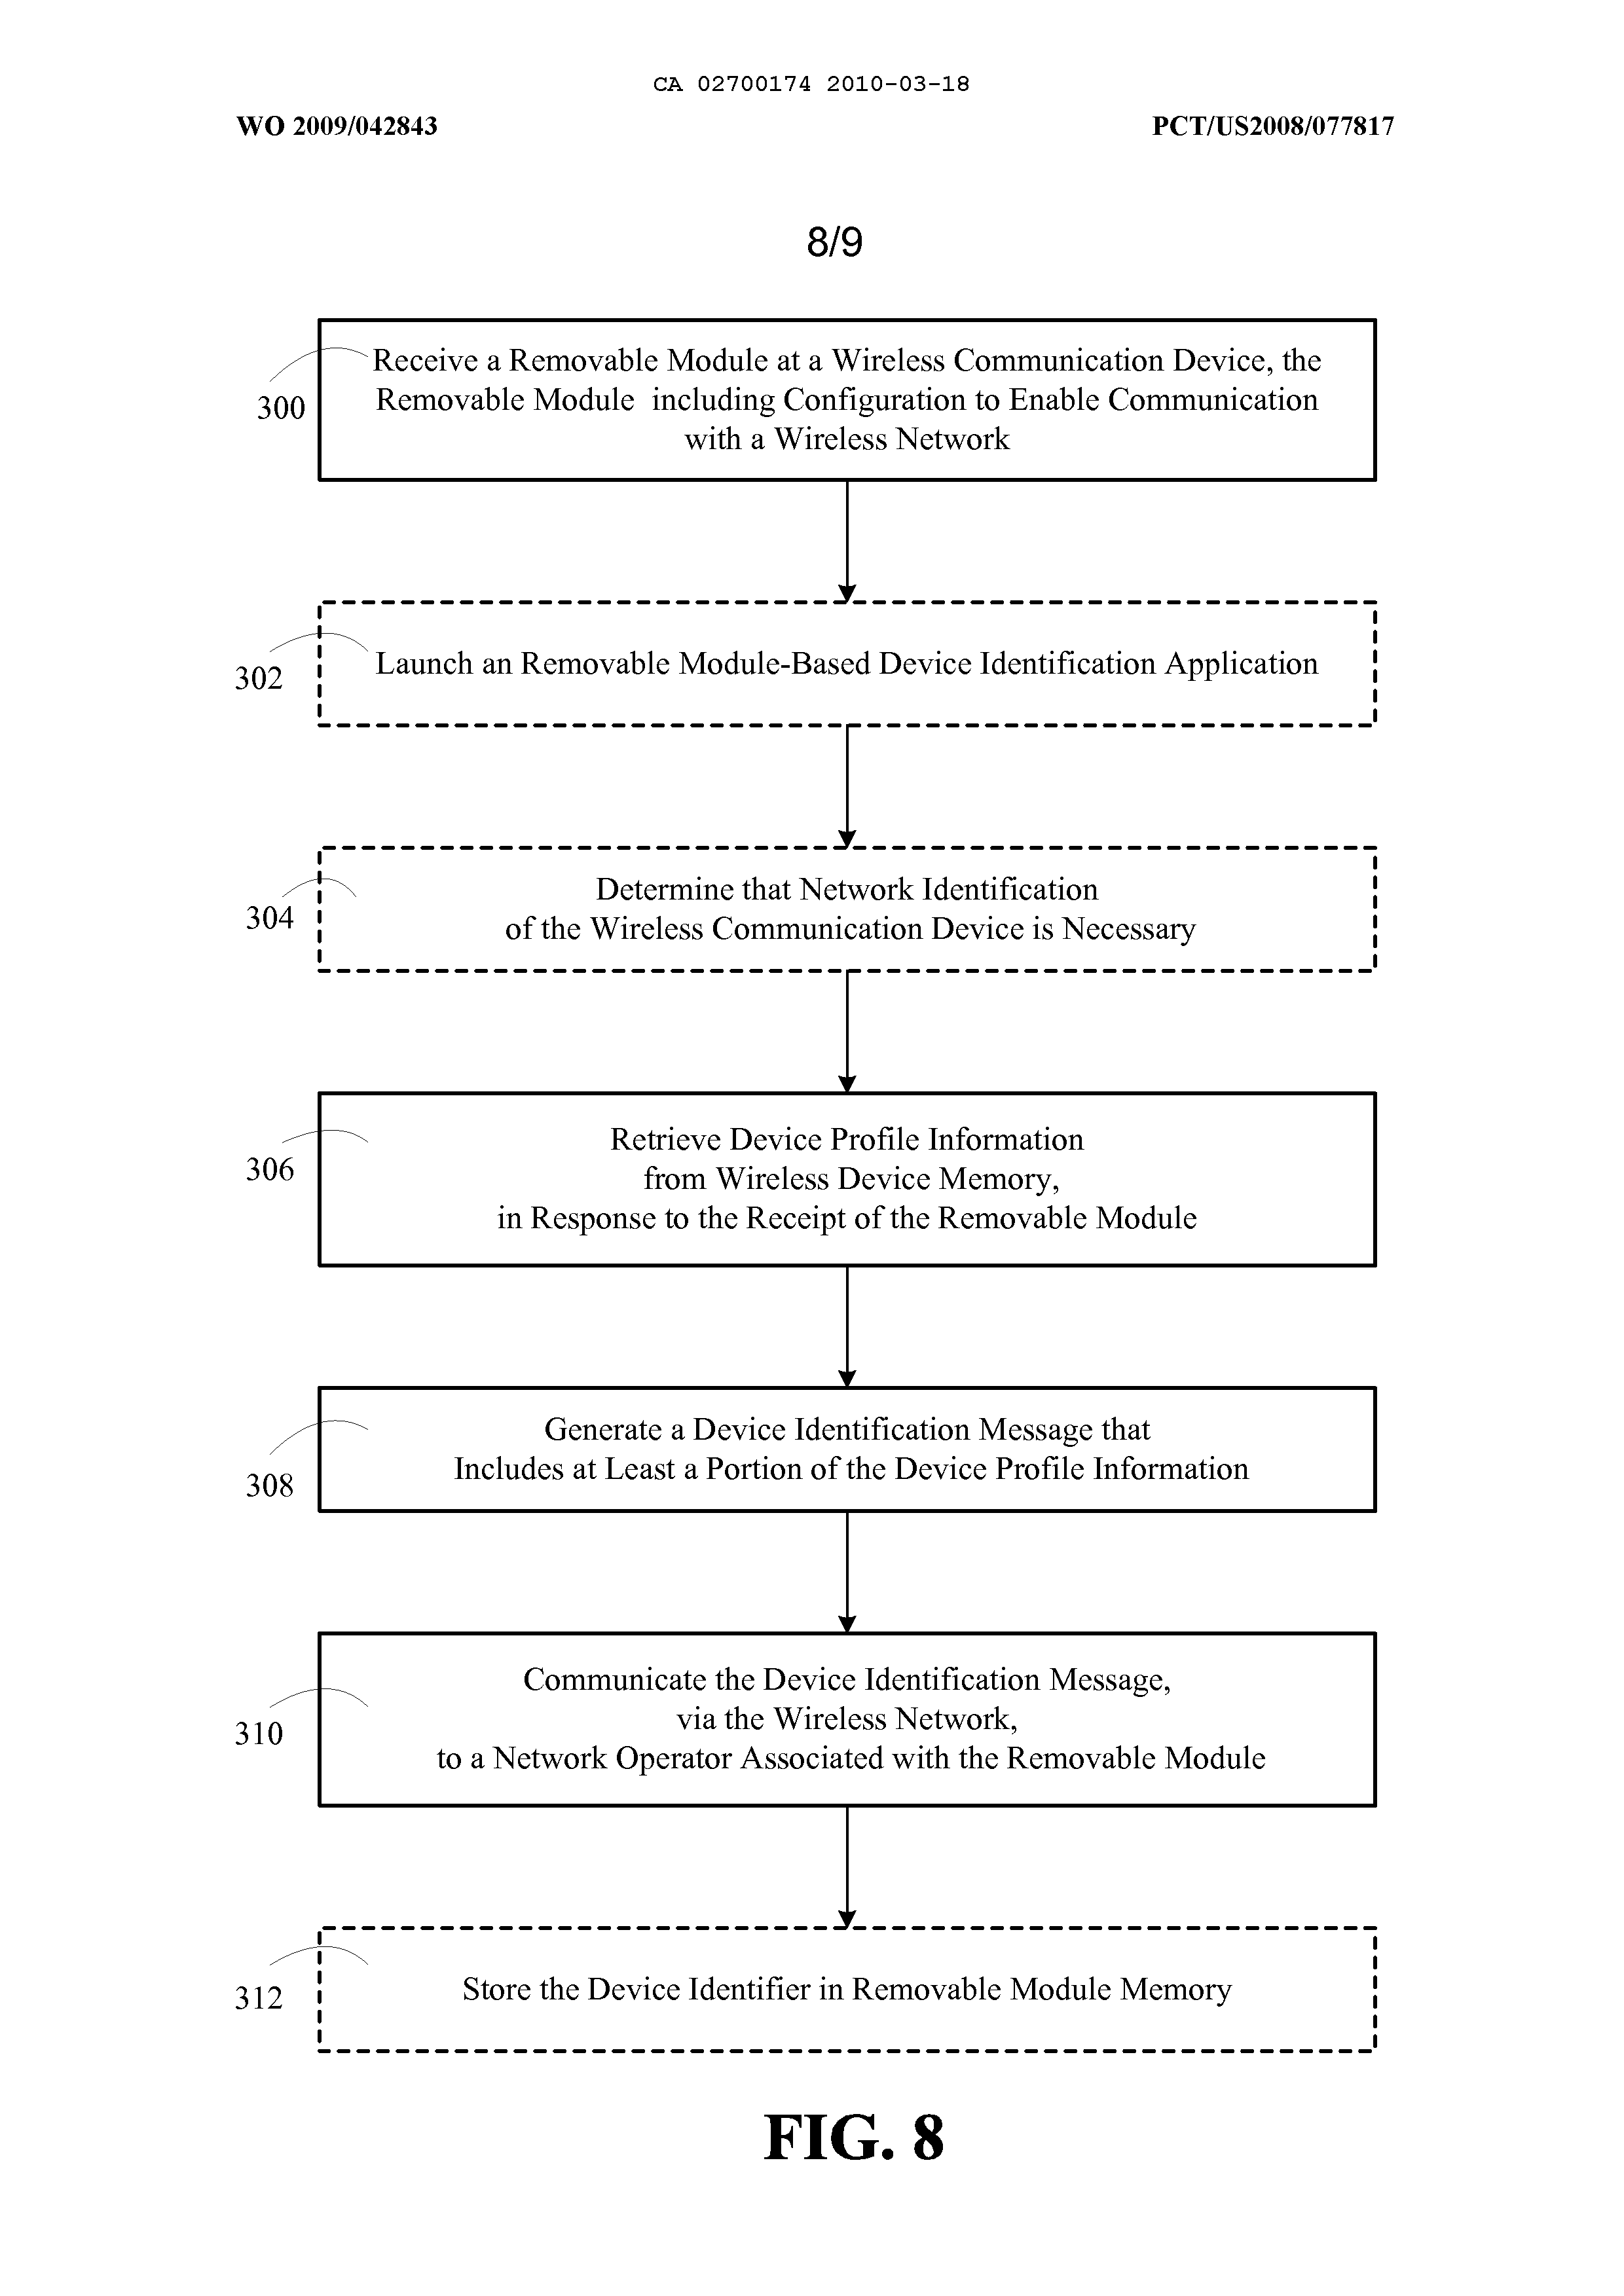 CA 02700174 2010-03-18
WO 2009/042843
PCT/US2008/077817
8/9
300
Receive a Removable Module at a Wireless Communication Device, the
Removable Module including Configuration to Enable Communication
with a Wireless Network
302
Launch an Removable Module-Based Device Identification Application
304
Determine that Network Identification
of the Wireless Communication Device is Necessary
306
Retrieve Device Profile Information
from Wireless Device Memory,
in Response to the Receipt of the Removable Module
308
Generate a Device Identification Message that
Includes at Least a Portion of the Device Profile Information
310
Communicate the Device Identification Message,
via the Wireless Network,
to a Network Operator Associated with the Removable Module
312
Store the Device Identifier in Removable Module Memory
FIG. 8